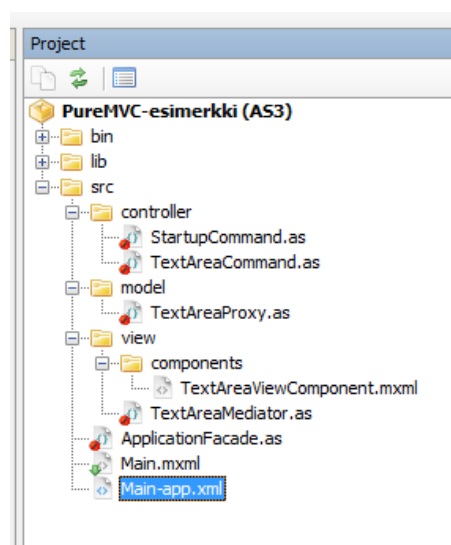 Project
PureMVC-esimerkki (AS3)
bin
lib
src
controller
StartupCommand.as
TextAreaCommand.as
model
TextAreaProxy.as
view
components
TextAreaViewComponent.mxml
TextAreaMediator.as
ApplicationFacade.as
Main.mxml
Main-app.xml